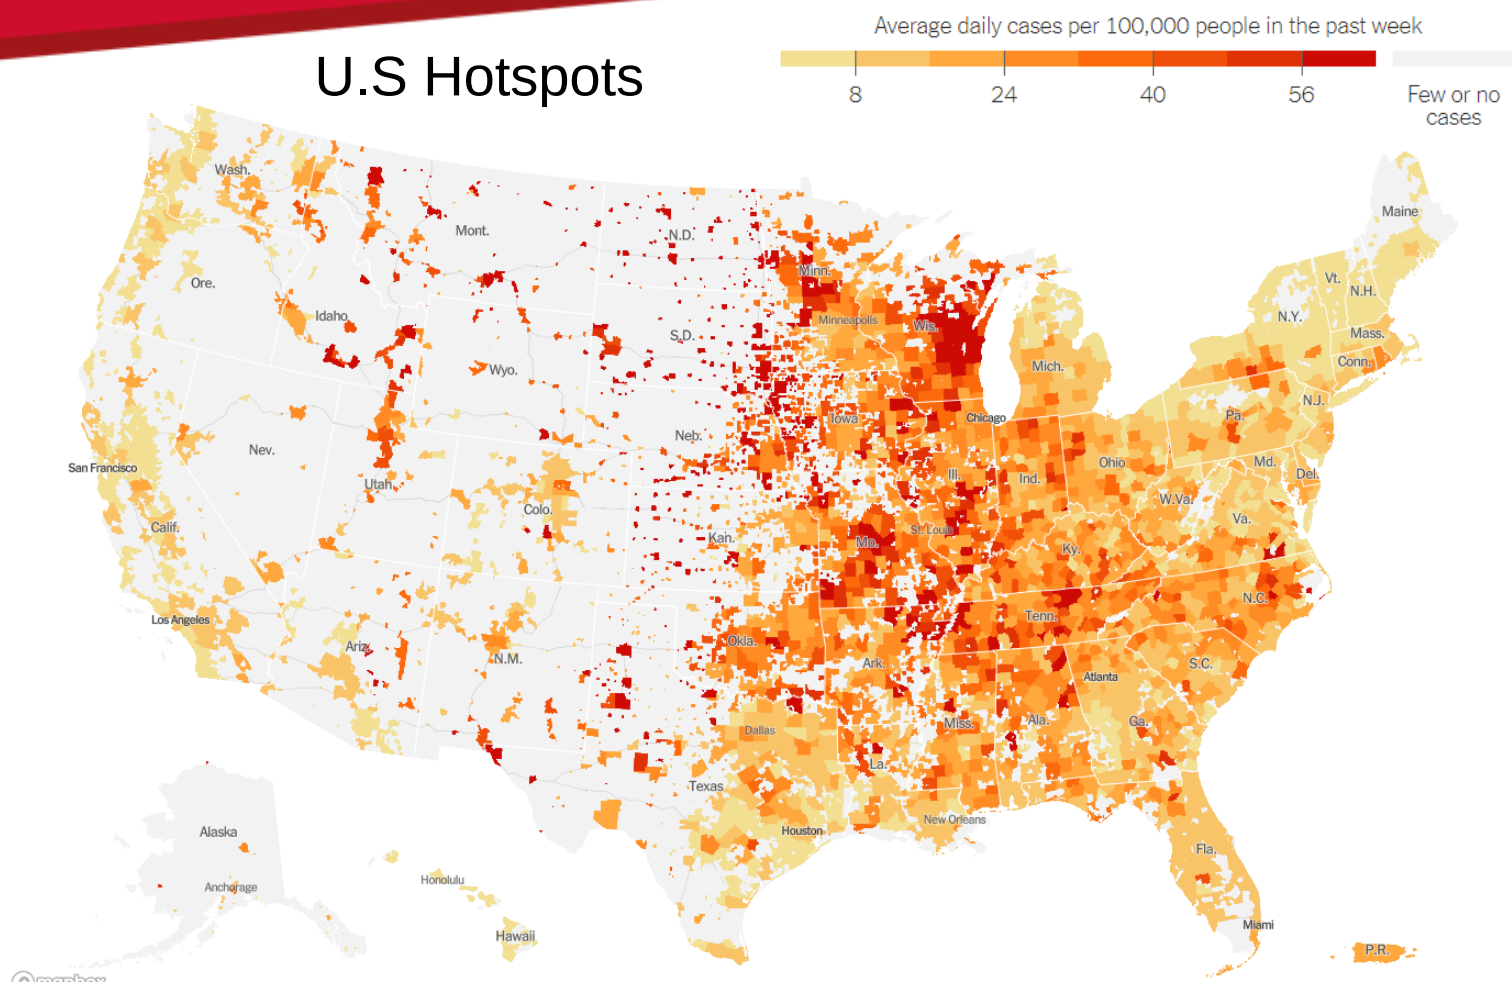 Average daily cases per 100,000 people in the past week
U.S Hotspots
8 24 40 56 Few or no
cases
Wash.
Maine
Mont.
N.D.
Minn.
Vt.
N.H.
Ore.
Idaho
N.Y.
Minneapolis
Wis.
S.D.
Mass.
Conn.
Wyo.
Mich.
N.J.
Iowa
Chicago
Pa.
Neb.
Nev.
San Francisco
Utah
Ill.
Ind.
Ohio
Md.
Del.
W.Va.
Colo.
Va.
Calif.
St. Louis
Kan.
Mo.
Ky.
N.C.
Los Angeles
Tenn.
Okla.
Ariz.
N.M.
Ark.
S.C.
Atlanta
Dallas
Miss.
Ala.
Ga.
La.
Texas
New Orleans
Houston
Alaska
Fla.
Honolulu
Anchorage
Miami
Hawaii
P.R.
mapbox